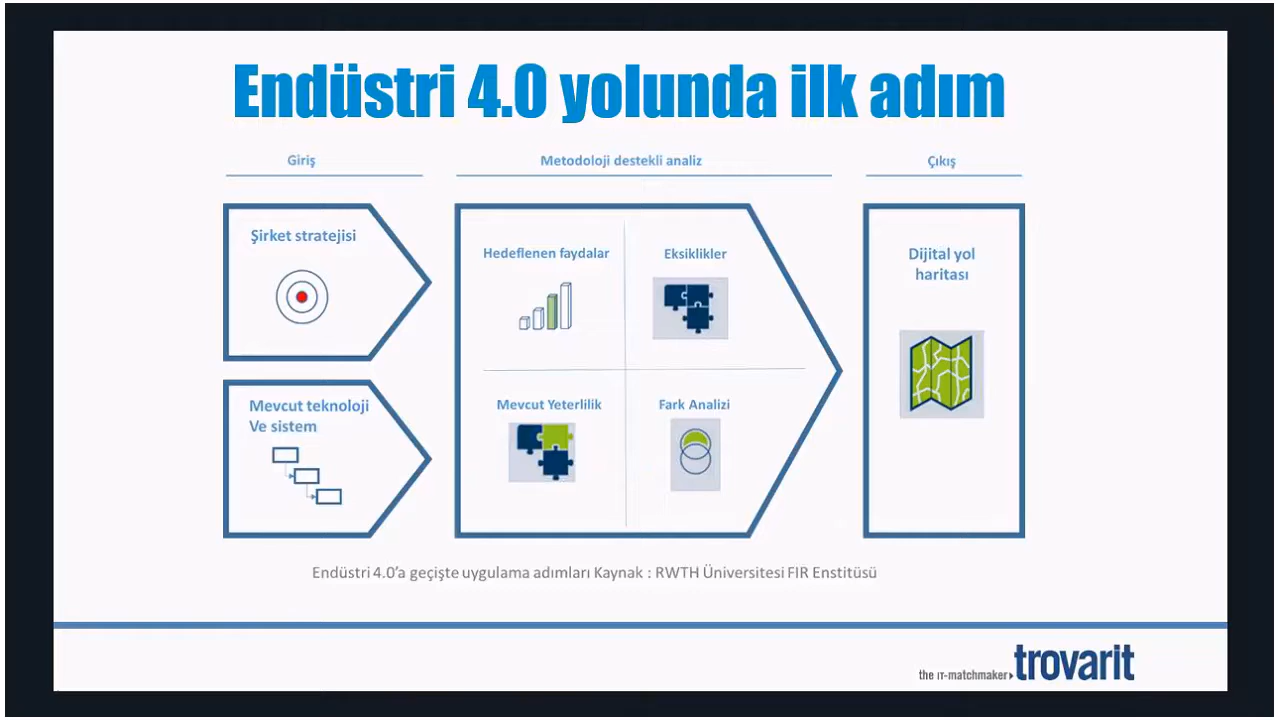 Endüstri 4.0 yolunda ilk adım
Giriş
Metodoloji destekli analiz
Çıkış
Şirket stratejisi
Mevcut teknoloji
Ve sistem
Hedeflenen faydalar
Eksiklikler
Mevcut Yeterlilik
Fark Analizi
Dijital yol
haritası
Endüstri 4.0'a geçişte uygulama adımları Kaynak : RWTH Üniversitesi FIR Enstitüsü
the IT-matchmaker
trovarit